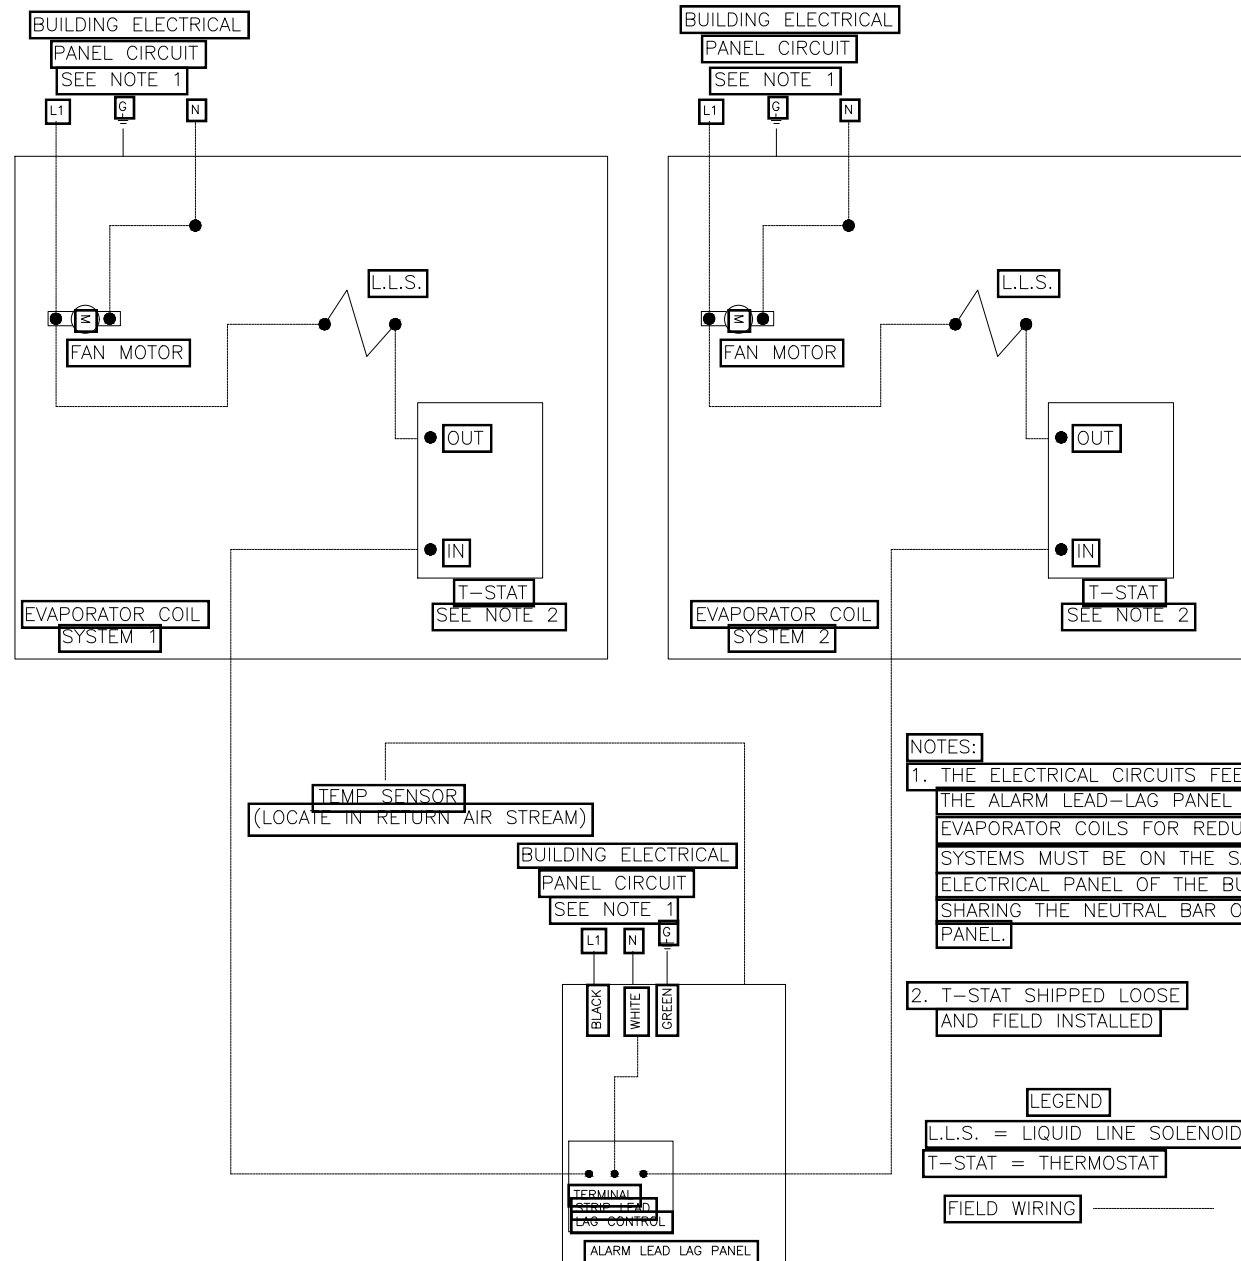 BUILDING ELECTRICAL
PANEL CIRCUIT
SEE NOTE 1
L1
G
N
M
FAN MOTOR
L.L.S.
OUT
IN
T-STAT
SEE NOTE 2
EVAPORATOR COIL
SYSTEM 1
BUILDING ELECTRICAL
PANEL CIRCUIT
SEE NOTE 1
L1
G
N
M
FAN MOTOR
L.L.S.
OUT
IN
T-STAT
SEE NOTE 2
EVAPORATOR COIL
SYSTEM 2
TEMP SENSOR
(LOCATE IN RETURN AIR STREAM)
BUILDING ELECTRICAL
PANEL CIRCUIT
SEE NOTE 1
L1
N
G
BLACK
WHITE
GREEN
TERMINAL
STRIP LEAD
LAG CONTROL
ALARM LEAD LAG PANEL
NOTES:
1. THE ELECTRICAL CIRCUITS
THE ALARM LEAD-LAG PANEL
EVAPORATOR COILS FOR
SYSTEMS MUST BE ON THE
ELECTRICAL PANEL OF THE
SHARING THE NEUTRAL BAR
PANEL.
2. T-STAT SHIPPED LOOSE
AND FIELD INSTALLED
LEGEND
L.L.S. = LIQUID LINE SOLENOID
T-STAT = THERMOSTAT
FIELD WIRING